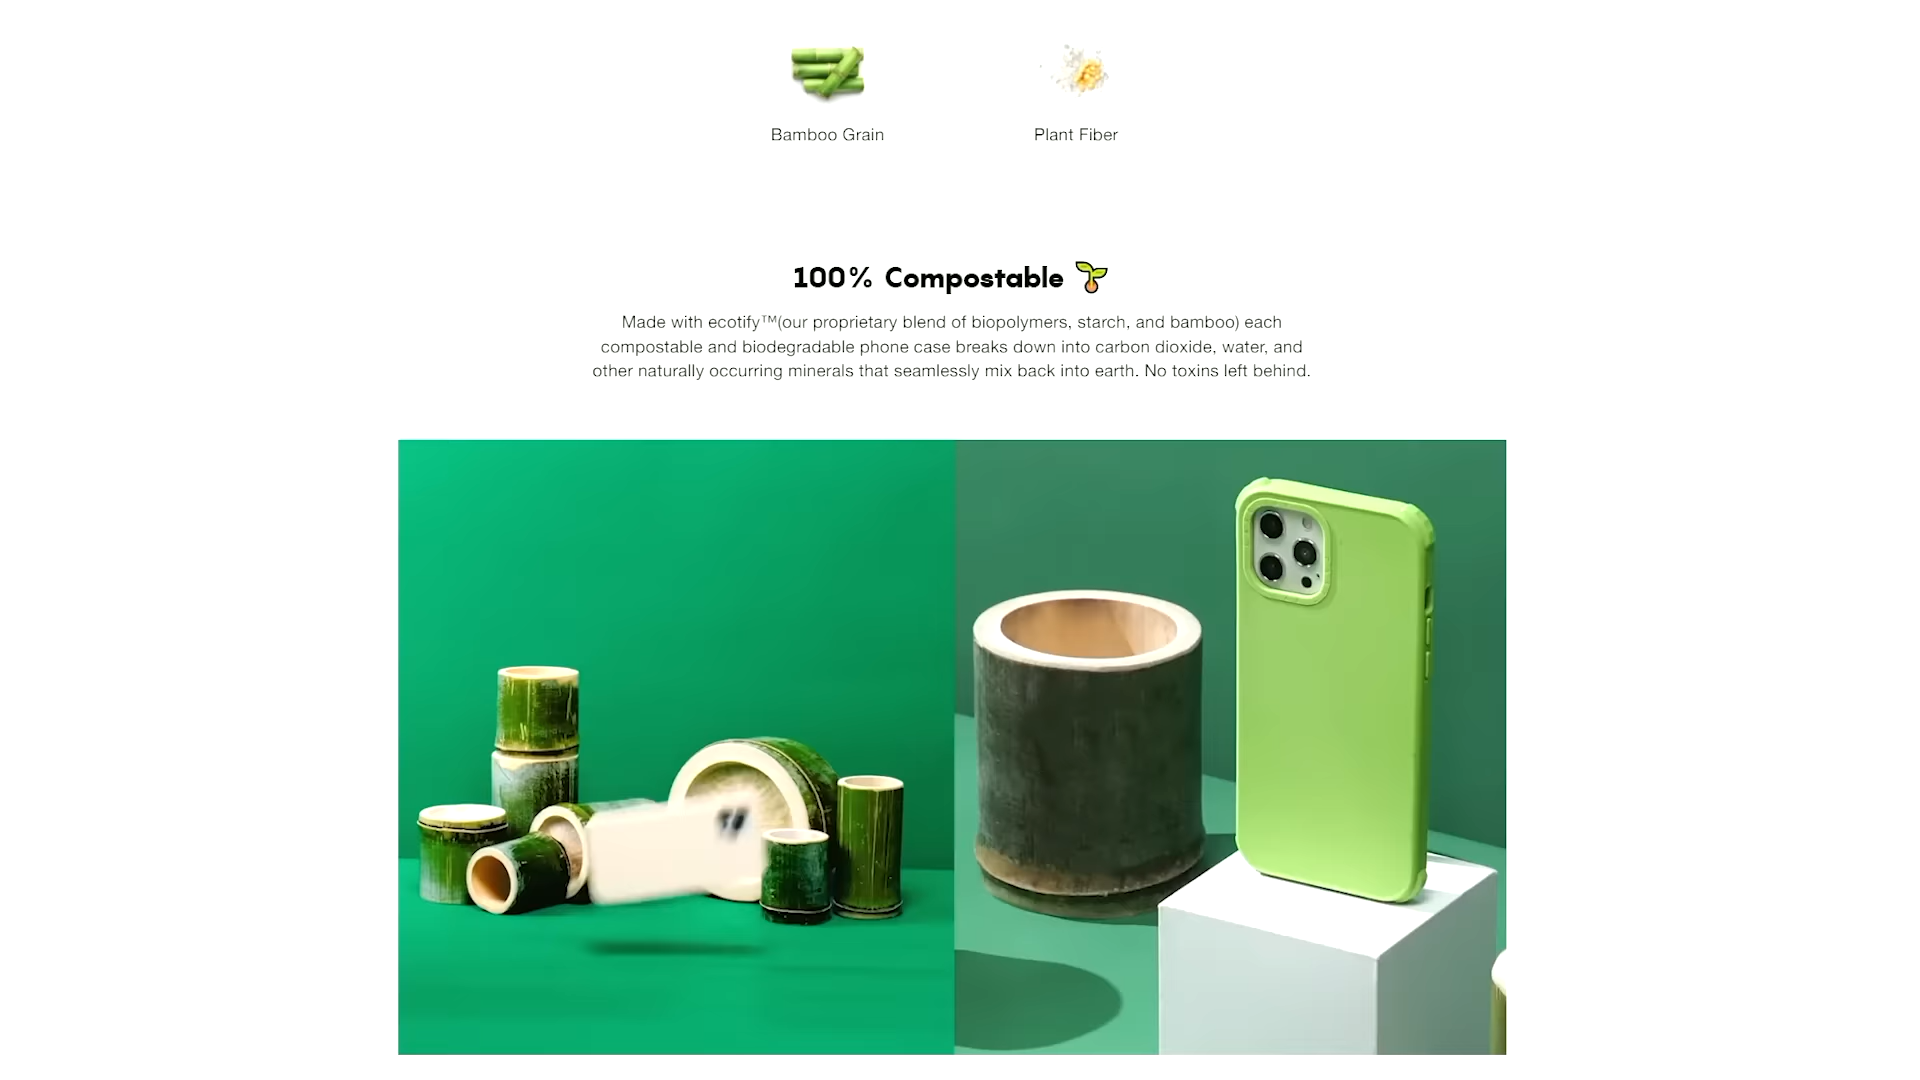 Bamboo Grain
Plant Fiber
100% Compostable
Made with ecotify™(our proprietary blend of biopolymers, starch, and bamboo) each
compostable and biodegradable phone case breaks down into carbon dioxide, water, and
other naturally occurring minerals that seamlessly mix back into earth. No toxins left behind.